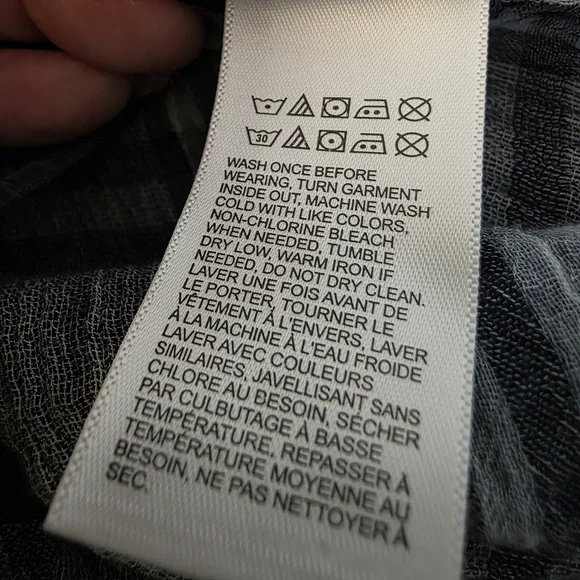 30
WASH ONCE BEFORE
WEARING, TURN GARMENT
INSIDE OUT, MACHINE WASH
COLD WITH LIKE COLORS,
NON-CHLORINE BLEACH
WHEN NEEDED, TUMBLE
DRY LOW, WARM IRON IF
NEEDED, DO NOT DRY CLEAN.
LAVER UNE FOIS AVANT DE
LE PORTER, TOURNER LE
VÊTEMENT À L'ENVERS, LAVER
À LA MACHINE À L'EAU FROIDE
LAVER AVEC COULEURS
SIMILAIRES, JAVELLISANT SANS
CHLORE AU BESOIN, SÉCHER
PAR CULBUTAGE À BASSE
TEMPÉRATURE, REPASSER À
TEMPÉRATURE MOYENNE AU
BESOIN, NE PAS NETTOYER À
SEC.